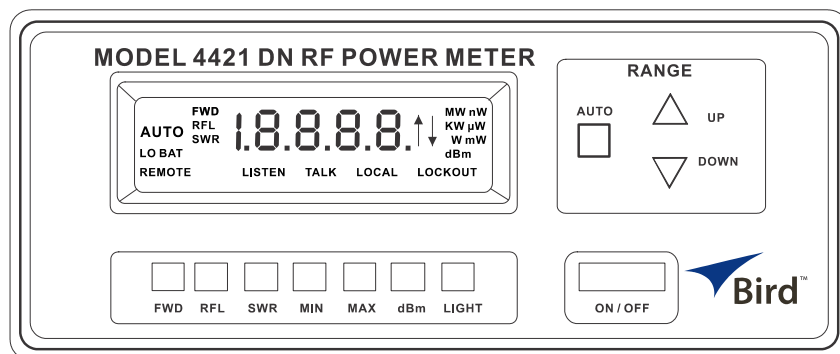 MODEL 4421 DN RF POWER METER
AUTO
LO BAT
REMOTE
FWD
RFL
SWR
1.8.8.8.8.
MW nW
KW µW
W mW
dBm
LISTEN TALK LOCAL LOCKOUT
RANGE
AUTO
UP
DOWN
FWD RFL SWR MIN MAX dBm LIGHT
ON / OFF
Bird™